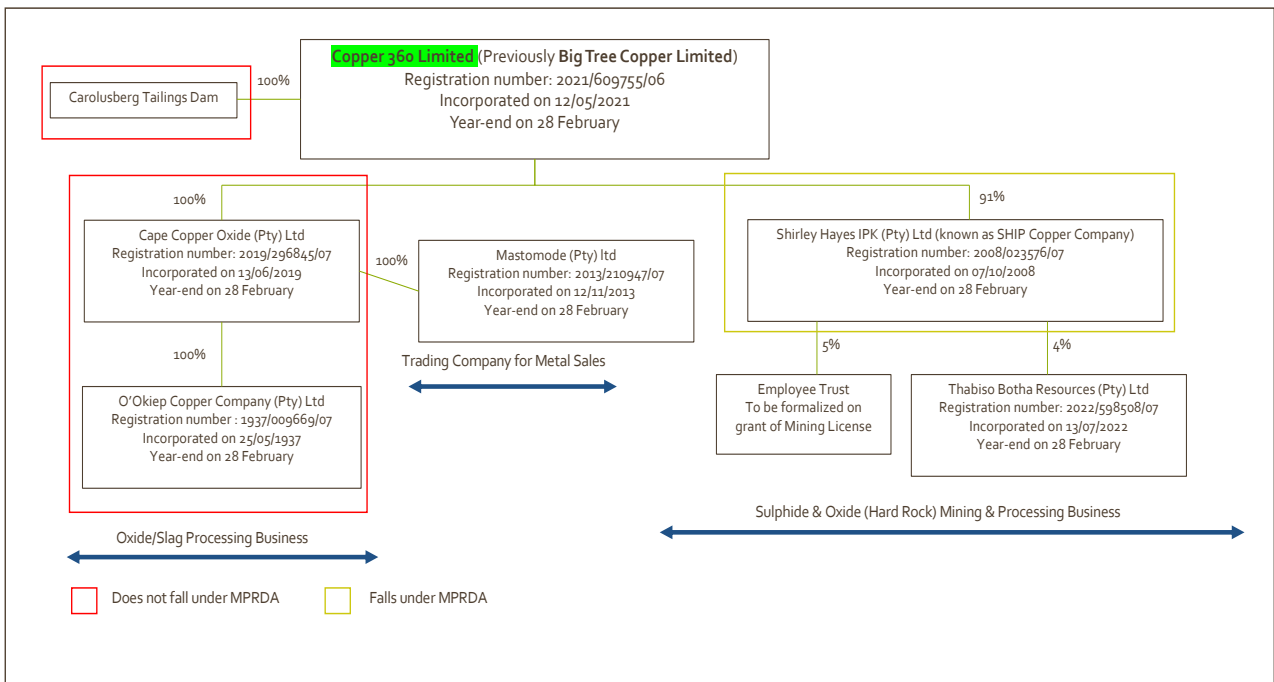 Copper 360 Limited (Previously Big Tree Copper Limited)
Registration number: 2021/609755/06
Incorporated on 12/05/2021
Year-end on 28 February
100%
Carolusberg Tailings Dam
100%
Cape Copper Oxide (Pty) Ltd
Registration number: 2019/296845/07
Incorporated on 13/06/2019
Year-end on 28 February
100%
Mastomode (Pty) ltd
Registration number: 2013/210947/07
Incorporated on 12/11/2013
Year-end on 28 February
Trading Company for Metal Sales
91%
Shirley Hayes IPK (Pty) Ltd (known as SHIP Copper Company)
Registration number: 2008/023576/07
Incorporated on 07/10/2008
Year-end on 28 February
100%
O'Okiep Copper Company (Pty) Ltd
Registration number : 1937/009669/07
Incorporated on 25/05/1937
Year-end on 28 February
5%
Employee Trust
To be formalized on
grant of Mining License
4%
Thabiso Botha Resources (Pty) Ltd
Registration number: 2022/598508/07
Incorporated on 13/07/2022
Year-end on 28 February
Oxide/Slag Processing Business
Sulphide & Oxide (Hard Rock) Mining & Processing Business
Does not fall under MPRDA
Falls under MPRDA